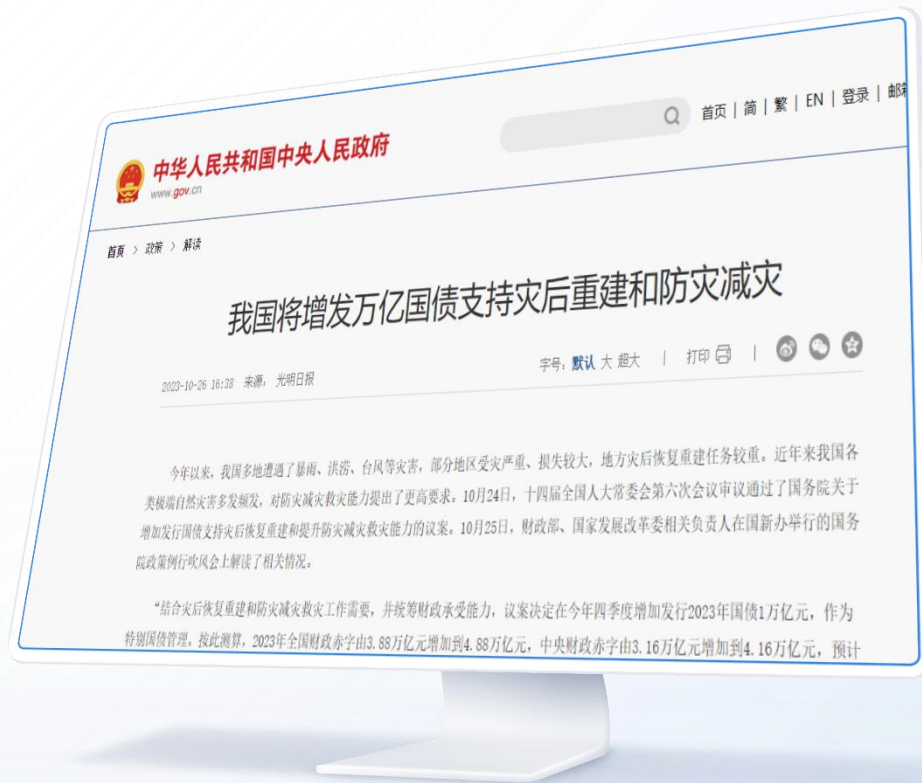 首页 | 简 | 繁 | EN | 登录 | 邮箱
中华人民共和国中央人民政府
www.gov.cn
首页 > 政策 > 解读
我国将增发万亿国债支持灾后重建和防灾减灾
2023-10-26 16:38 来源： 光明日报
字号：默认 大 超大 | 打印 |
今年以来，我国多地遭遇了暴雨、洪涝、台风等灾害，部分地区受灾严重、损失较大，地方灾后恢复重建任务较重。近年来我国各
类极端自然灾害多发频发，对防灾减灾救灾能力提出了更高要求。10月24日，十四届全国人大常委会第六次会议审议通过了国务院关于
增加发行国债支持灾后恢复重建和提升防灾减灾救灾能力的议案。10月25日，财政部、国家发展改革委相关负责人在国新办举行的国务
院政策例行吹风会上解读了相关情况。
“结合灾后恢复重建和防灾减灾救灾工作需要，并统筹财政承受能力，议案决定在今年四季度增加发行2023年国债1万亿元，作为
特别国债管理。按此测算，2023年全国财政赤字由3.88万亿元增加到4.88万亿元，中央财政赤字由3.16万亿元增加到4.16万亿元，预计